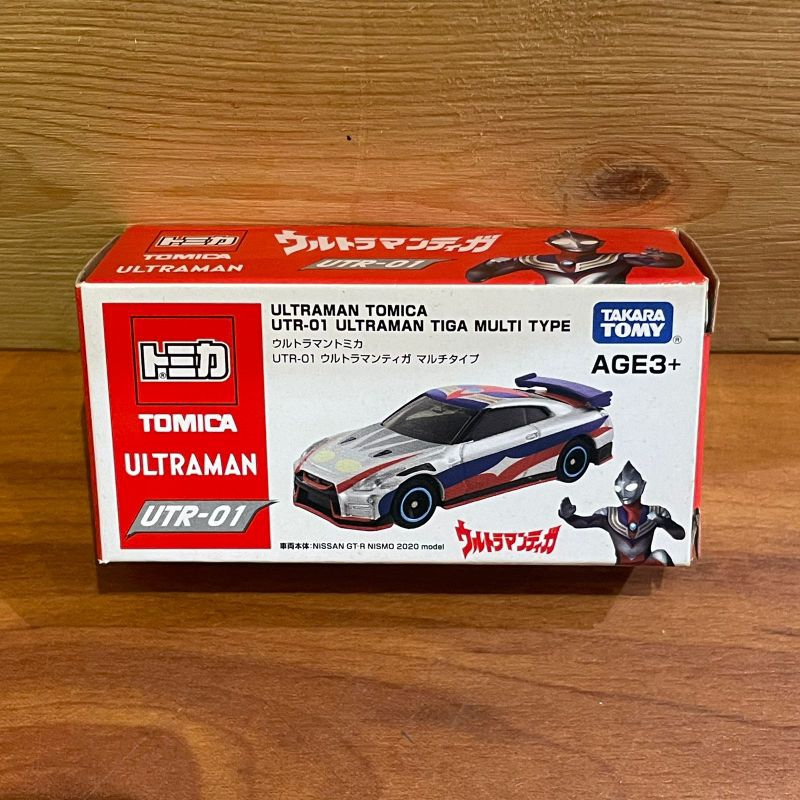 トミカ
TOMICA
ULTRAMAN
ウルトラマンティガ
UTR-01
トミカ®
TOMICA
ULTRAMAN
UTR-01
ULTRAMAN TOMICA
UTR-01 ULTRAMAN TIGA MULTI TYPE
ウルトラマントミカ
UTR-01 ウルトラマンティガ マルチタイプ
TAKARA
TOMY®
AGE3+
車両本体:NISSAN GT-R NISMO 2020 model
ウルトラマンティガ